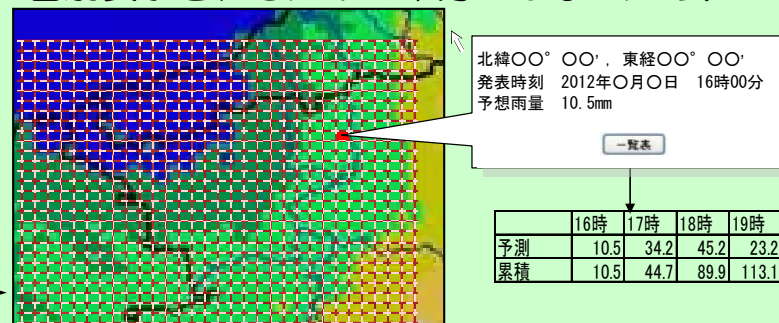 北緯〇〇°〇〇’，東経〇〇°〇〇’
発表時刻　2012年〇月〇日　16時00分
予想雨量　10.5mm
一覧表
16時 17時 18時 19時
予測 10.5 34.2 45.2 23.2
累積 10.5 44.7 89.9 113.1